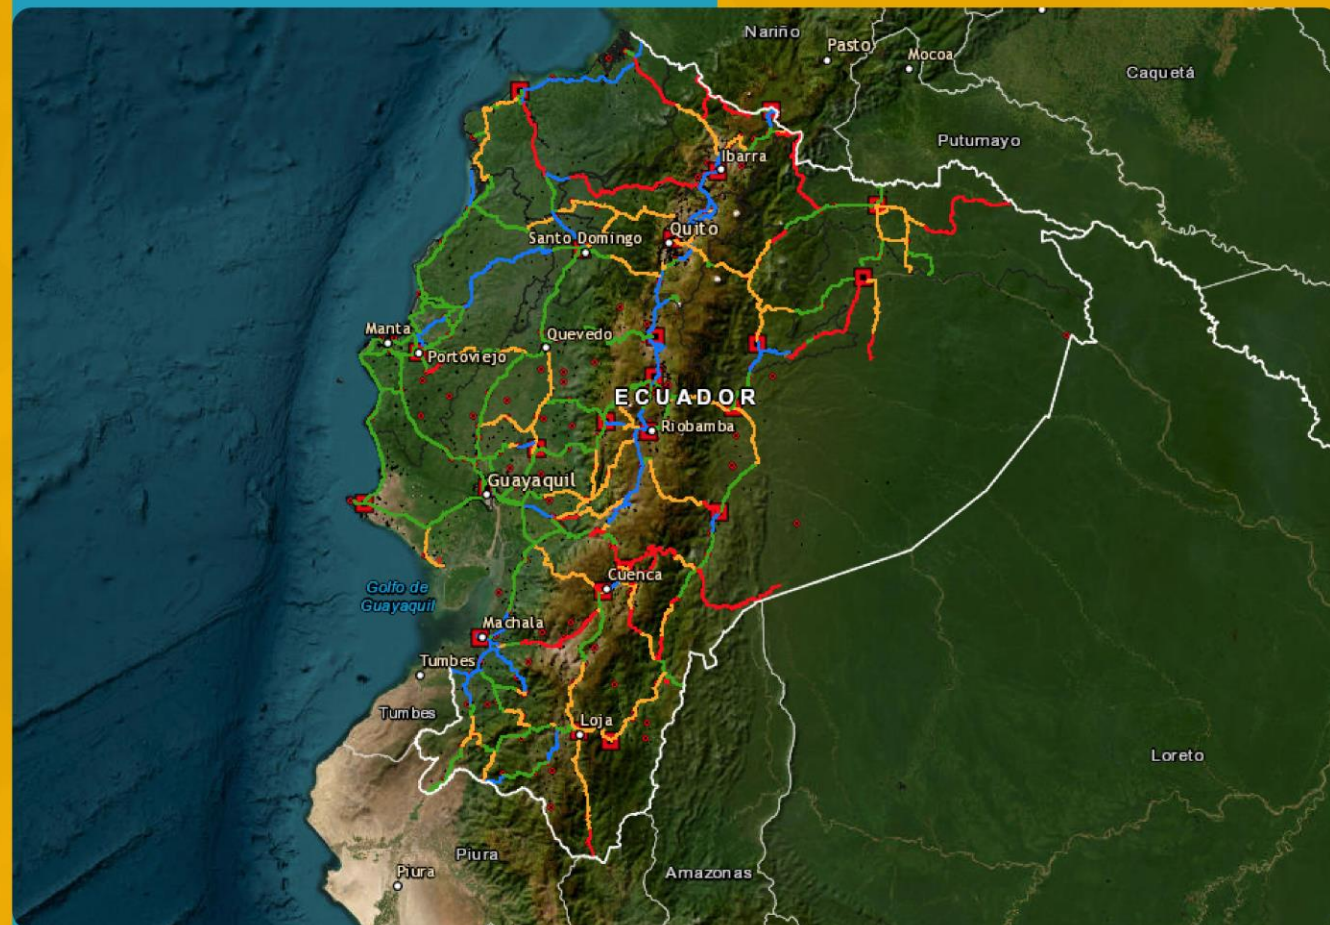 Nariño
Pasto
Mocoa
Caquetá
Putumayo
Ibarra
Quito
Santo Domingo
Manta
Quevedo
Portoviejo
ECUADOR
Riobamba
Guayaquil
Cuenca
Golfo de
Guayaquil
Machala
Tumbes
Tumbes
Loja
Loreto
Piura
Amazonas
Piura